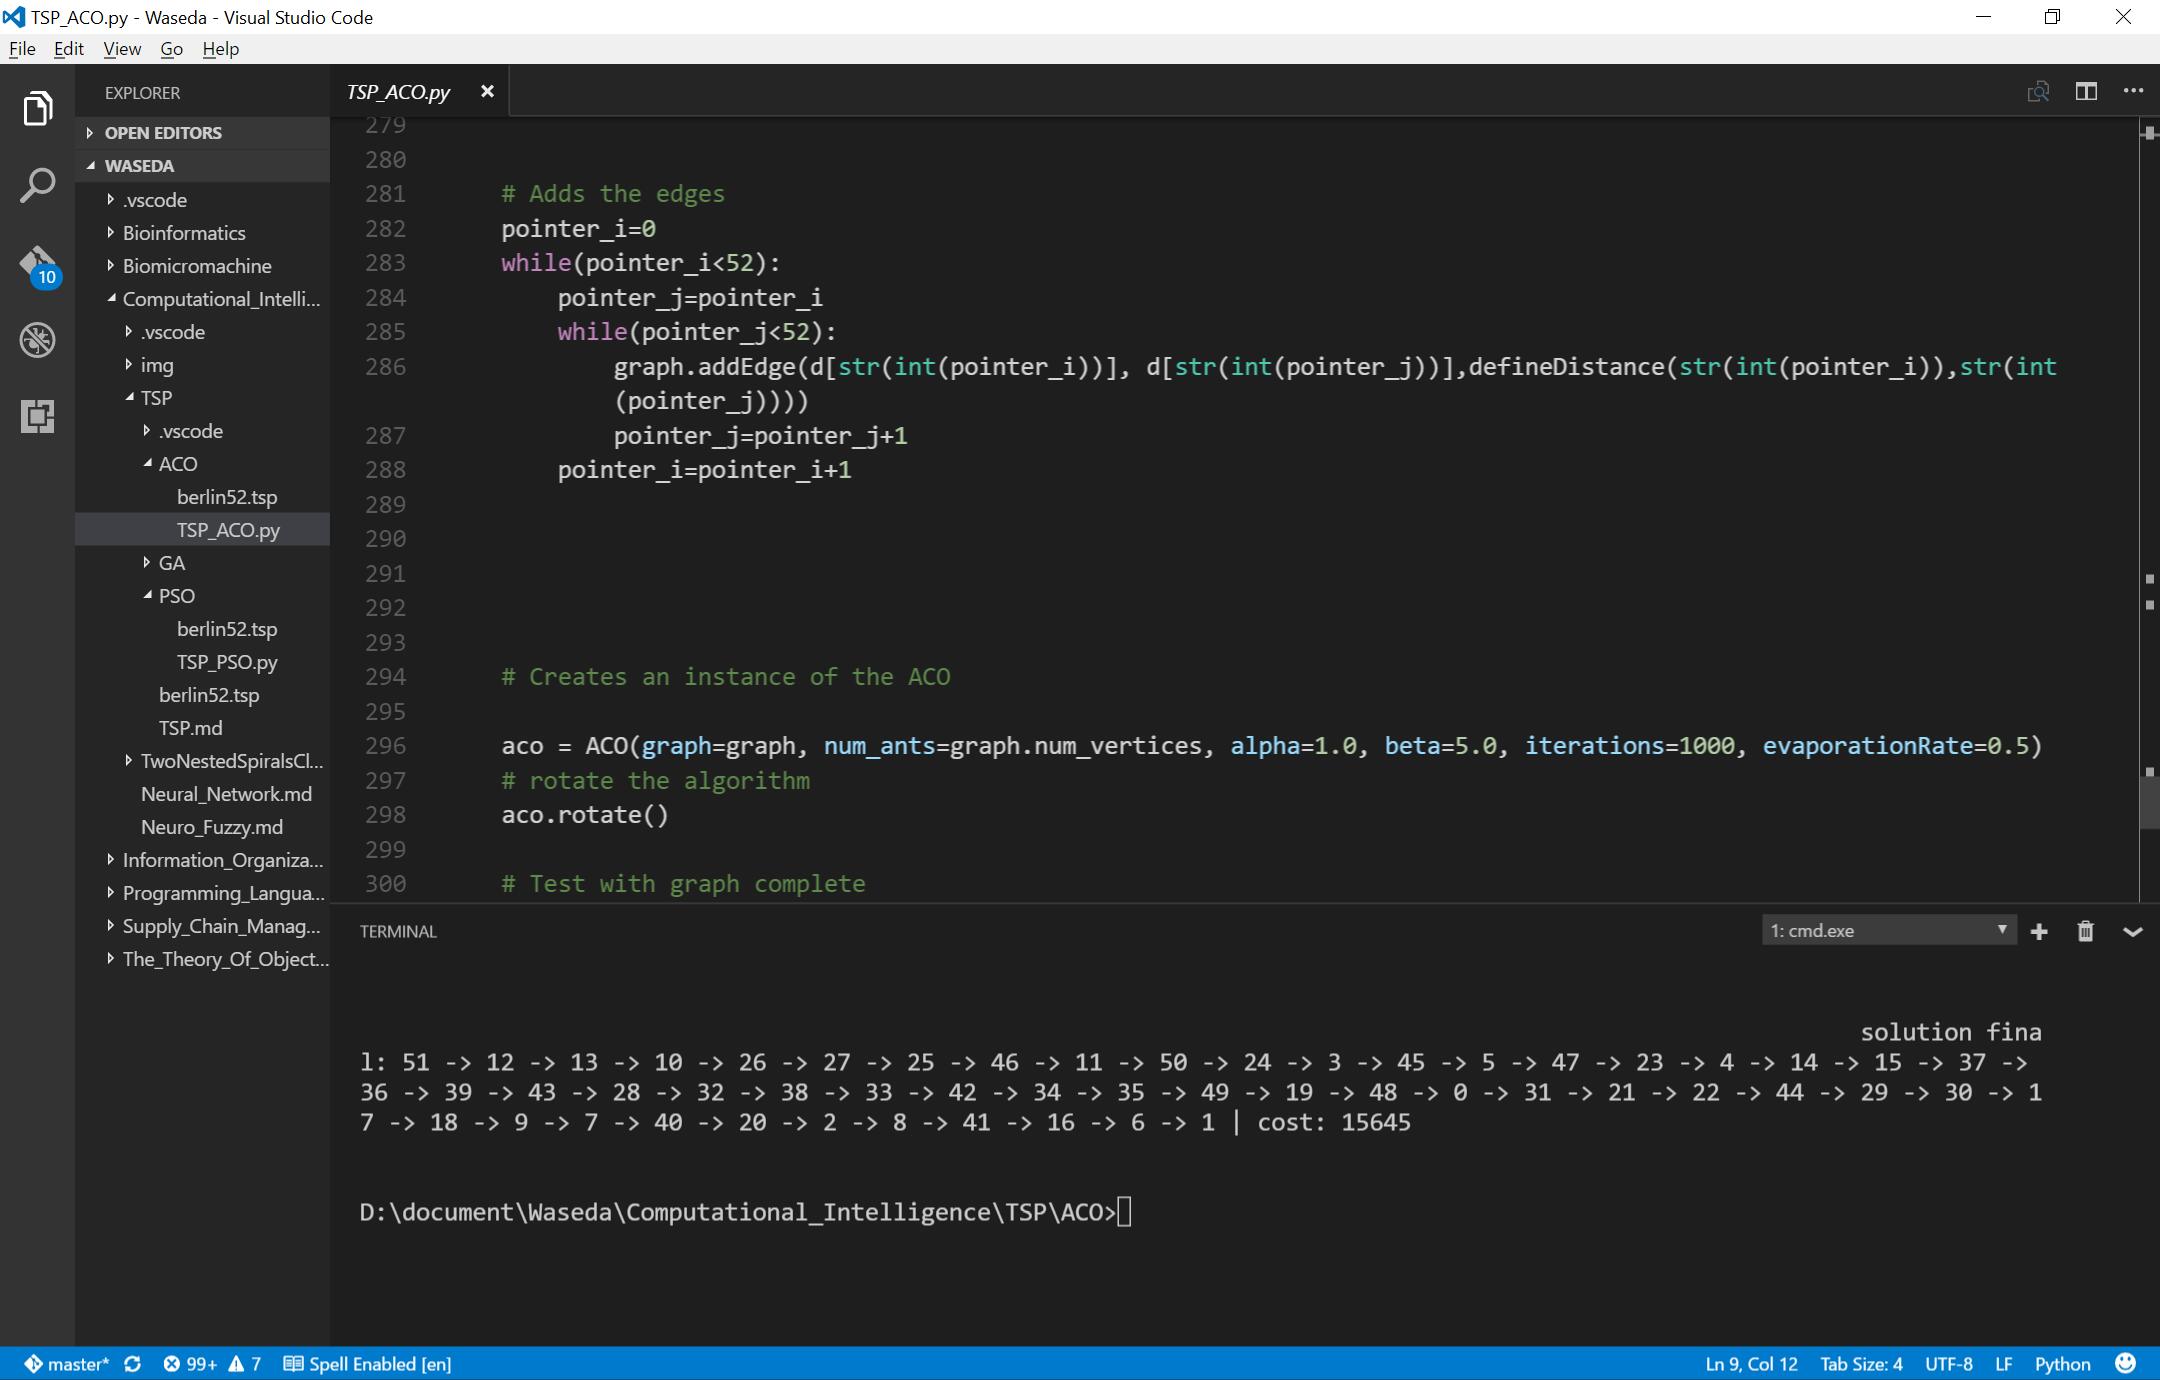 TSP_ACO.py - Waseda - Visual Studio Code
File Edit View Go Help
EXPLORER
OPEN EDITORS
WASEDA
.vscode
Bioinformatics
Biomicromachine
10
Computational_Intelli...
.vscode
img
TSP
.vscode
ACO
berlin52.tsp
TSP_ACO.py
GA
PSO
berlin52.tsp
TSP_PSO.py
berlin52.tsp
TSP.md
TwoNestedSpiralsCl...
Neural_Network.md
Neuro_Fuzzy.md
Information_Organiza...
Programming_Langua...
Supply_Chain_Manag...
The_Theory_Of_Object...
TSP_ACO.py
279
280
281 # Adds the edges
282 pointer_i=0
283 while(pointer_i<52):
284 pointer_j=pointer_i
285 while(pointer_j<52):
286 graph.addEdge(d[str(int(pointer_i))], d[str(int(pointer_j))],defineDistance(str(int(pointer_i)),str(int
(pointer_j))))
287 pointer_j=pointer_j+1
288 pointer_i=pointer_i+1
289
290
291
292
293
294 # Creates an instance of the ACO
295
296 aco = ACO(graph=graph, num_ants=graph.num_vertices, alpha=1.0, beta=5.0, iterations=1000, evaporationRate=0.5)
297 # rotate the algorithm
298 aco.rotate()
299
300 # Test with graph complete
TERMINAL
1: cmd.exe
solution fina
l: 51 -> 12 -> 13 -> 10 -> 26 -> 27 -> 25 -> 46 -> 11 -> 50 -> 24 -> 3 -> 45 -> 5 -> 47 -> 23 -> 4 -> 14 -> 15 -> 37 ->
36 -> 39 -> 43 -> 28 -> 32 -> 38 -> 33 -> 42 -> 34 -> 35 -> 49 -> 19 -> 48 -> 0 -> 31 -> 21 -> 22 -> 44 -> 29 -> 30 -> 1
7 -> 18 -> 9 -> 7 -> 40 -> 20 -> 2 -> 8 -> 41 -> 16 -> 6 -> 1 | cost: 15645
D:\document\Waseda\Computational_Intelligence\TSP\ACO>
master* 99+ 7 Spell Enabled [en] Ln 9, Col 12 Tab Size: 4 UTF-8 LF Python